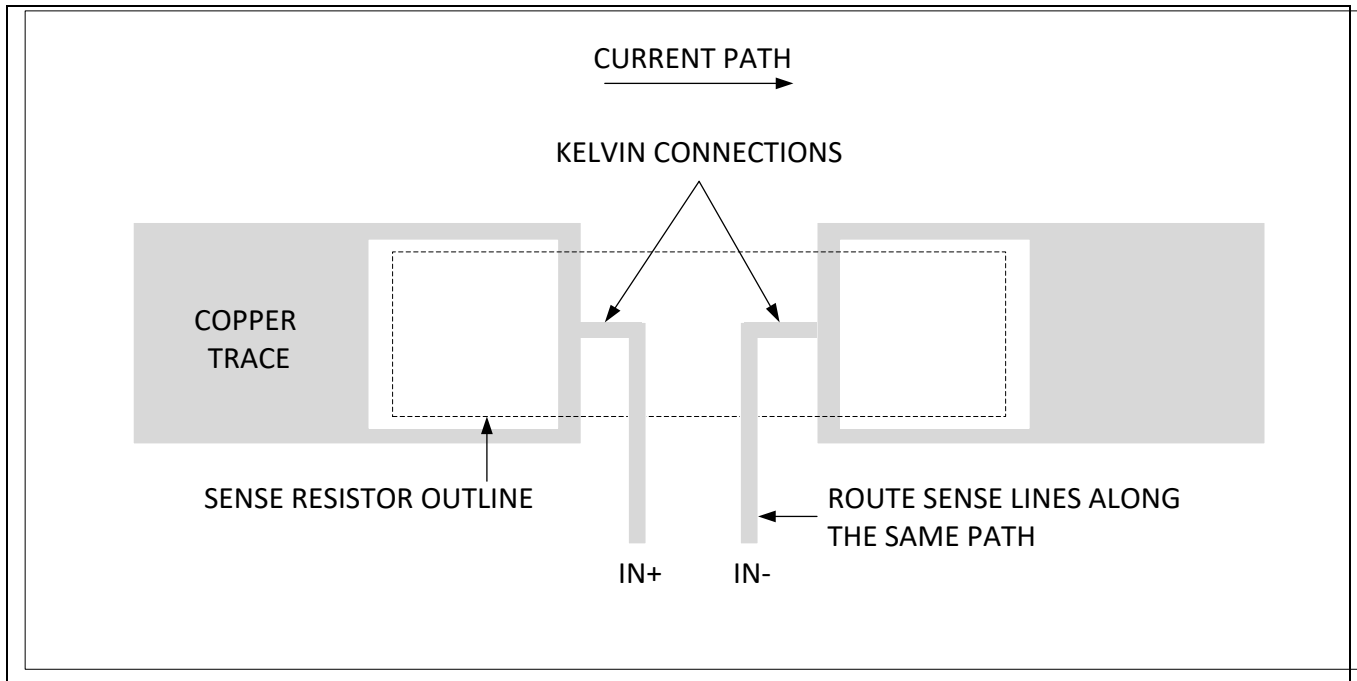 CURRENT PATH
KELVIN CONNECTIONS
COPPER
TRACE
SENSE RESISTOR OUTLINE
ROUTE SENSE LINES ALONG
THE SAME PATH
IN+
IN-